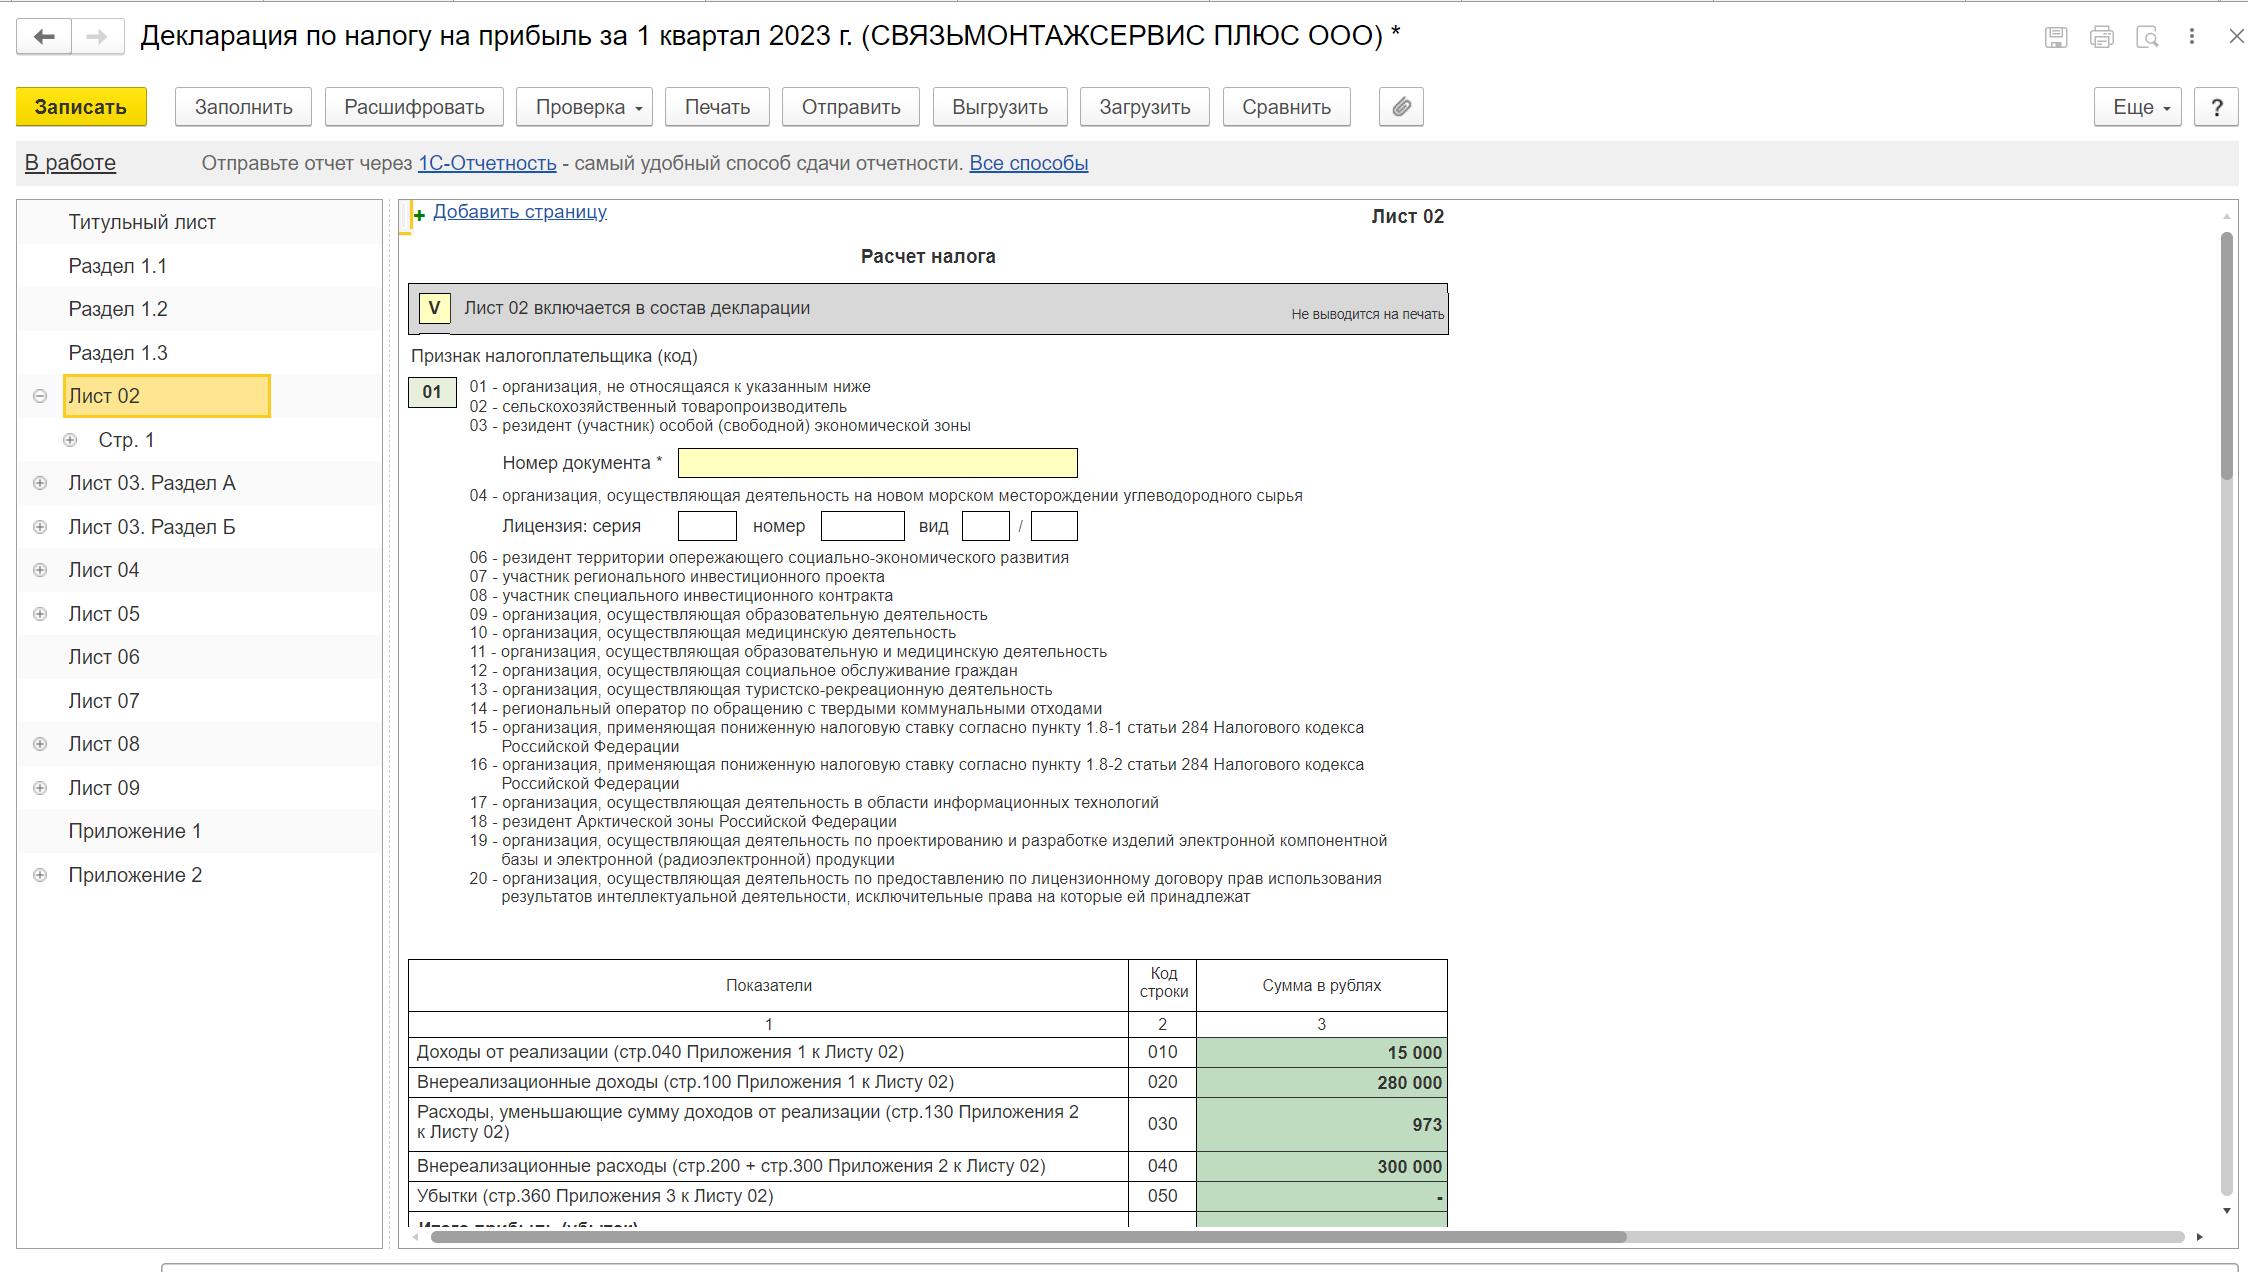 Декларация по налогу на прибыль за 1 квартал 2023 г. (СВЯЗЬМОНТАЖСЕРВИС ПЛЮС ООО) *
Записать Заполнить Расшифровать Проверка Печать Отправить Выгрузить Загрузить Сравнить Еще ?
В работе Отправьте отчет через 1С-Отчетность - самый удобный способ сдачи отчетности. Все способы
Титульный лист
Раздел 1.1
Раздел 1.2
Раздел 1.3
Лист 02
Стр. 1
Лист 03. Раздел А
Лист 03. Раздел Б
Лист 04
Лист 05
Лист 06
Лист 07
Лист 08
Лист 09
Приложение 1
Приложение 2
+ Добавить страницу Лист 02
Расчет налога
V Лист 02 включается в состав декларации Не выводится на печать
Признак налогоплательщика (код)
01 01 - организация, не относящаяся к указанным ниже
02 - сельскохозяйственный товаропроизводитель
03 - резидент (участник) особой (свободной) экономической зоны
Номер документа *
04 - организация, осуществляющая деятельность на новом морском месторождении углеводородного сырья
Лицензия: серия номер вид /
06 - резидент территории опережающего социально-экономического развития
07 - участник регионального инвестиционного проекта
08 - участник специального инвестиционного контракта
09 - организация, осуществляющая образовательную деятельность
10 - организация, осуществляющая медицинскую деятельность
11 - организация, осуществляющая образовательную и медицинскую деятельность
12 - организация, осуществляющая социальное обслуживание граждан
13 - организация, осуществляющая туристско-рекреационную деятельность
14 - региональный оператор по обращению с твердыми коммунальными отходами
15 - организация, применяющая пониженную налоговую ставку согласно пункту 1.8-1 статьи 284 Налогового кодекса
Российской Федерации
16 - организация, применяющая пониженную налоговую ставку согласно пункту 1.8-2 статьи 284 Налогового кодекса
Российской Федерации
17 - организация, осуществляющая деятельность в области информационных технологий
18 - резидент Арктической зоны Российской Федерации
19 - организация, осуществляющая деятельность по проектированию и разработке изделий электронной компонентной
базы и электронной (радиоэлектронной) продукции
20 - организация, осуществляющая деятельность по предоставлению по лицензионному договору прав использования
результатов интеллектуальной деятельности, исключительные права на которые ей принадлежат
Показатели Код строки Сумма в рублях
1 2 3
Доходы от реализации (стр.040 Приложения 1 к Листу 02) 010 15 000
Внереализационные доходы (стр.100 Приложения 1 к Листу 02) 020 280 000
Расходы, уменьшающие сумму доходов от реализации (стр.130 Приложения 2
к Листу 02) 030 973
Внереализационные расходы (стр.200 + стр.300 Приложения 2 к Листу 02) 040 300 000
Убытки (стр.360 Приложения 3 к Листу 02) 050 -
Итого прибыль (убыток)